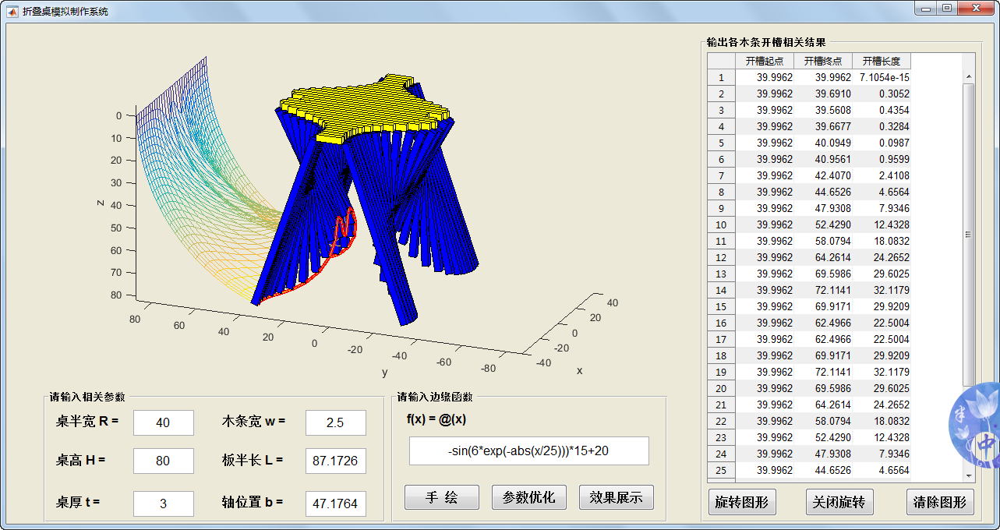 折叠桌模拟制作系统
0
10
20
30
40
50
60
70
80
z
80
60
40
20
0
-20
-40
-60
-80
y
-40
-20
0
20
40
x
请输入相关参数
桌半宽 R = 40 木条宽 w = 2.5
桌高 H = 80 板半长 L = 87.1726
桌厚 t = 3 轴位置 b = 47.1764
请输入边缘函数
f(x) = @(x)
-sin(6*exp(-abs(x/25)))*15+20
手 绘 参数优化 效果展示
输出各木条开槽相关结果
开槽起点 开槽终点 开槽长度
1 39.9962 39.9962 7.1054e-15
2 39.9962 39.6910 0.3052
3 39.9962 39.5608 0.4354
4 39.9962 39.6677 0.3284
5 39.9962 40.0949 0.0987
6 39.9962 40.9561 0.9599
7 39.9962 42.4070 2.4108
8 39.9962 44.6526 4.6564
9 39.9962 47.9308 7.9346
10 39.9962 52.4290 12.4328
11 39.9962 58.0794 18.0832
12 39.9962 64.2614 24.2652
13 39.9962 69.5986 29.6025
14 39.9962 72.1141 32.1179
15 39.9962 69.9171 29.9209
16 39.9962 62.4966 22.5004
17 39.9962 62.4966 22.5004
18 39.9962 69.9171 29.9209
19 39.9962 72.1141 32.1179
20 39.9962 69.5986 29.6025
21 39.9962 64.2614 24.2652
22 39.9962 58.0794 18.0832
23 39.9962 52.4290 12.4328
24 39.9962 47.9308 7.9346
25 39.9962 44.6526 4.6564
旋转图形 关闭旋转 清除图形
半
中